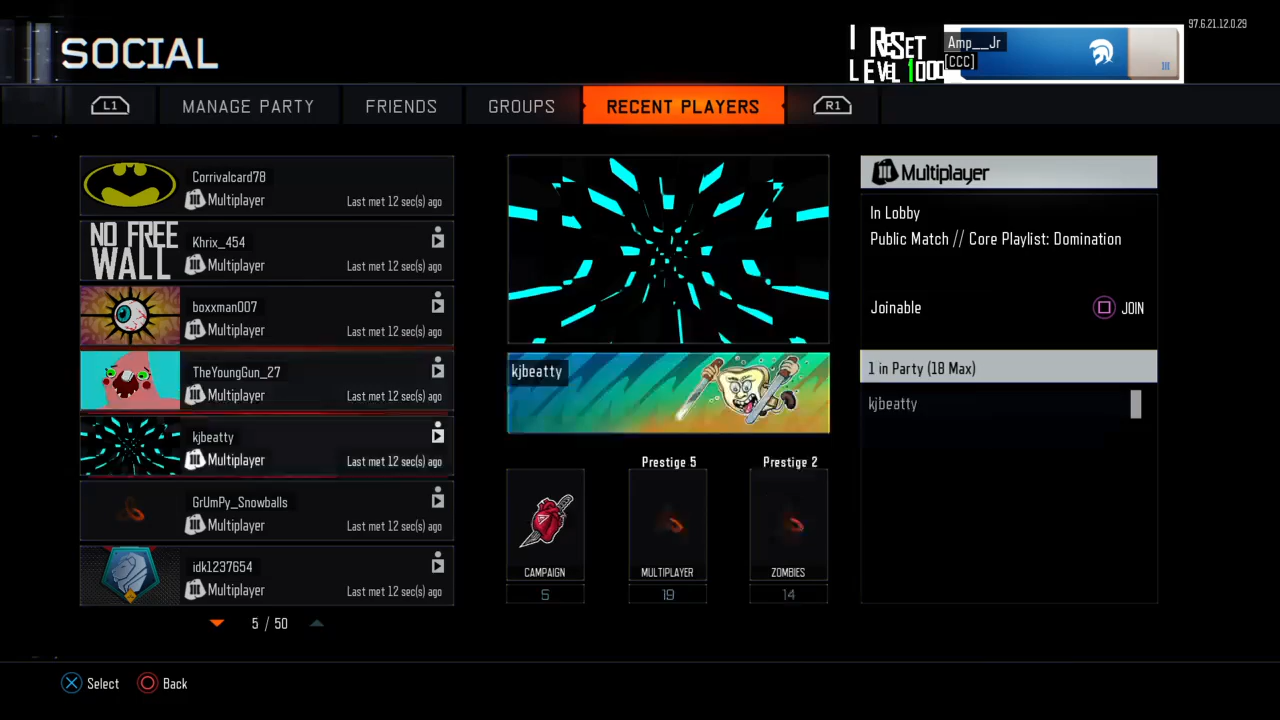 97.6.21.12.0.29
SOCIAL
I RESET
LEVEL 1000
Amp__Jr
[CCC]
L1
MANAGE PARTY
FRIENDS
GROUPS
RECENT PLAYERS
R1
Corrivalcard78
Multiplayer
Last met 12 sec(s) ago
NO FREE
WALL
Khrix_454
Multiplayer
Last met 12 sec(s) ago
boxxman007
Multiplayer
Last met 12 sec(s) ago
TheYoungGun_27
Multiplayer
Last met 12 sec(s) ago
kjbeatty
Multiplayer
Last met 12 sec(s) ago
GrUmPy_Snowballs
Multiplayer
Last met 12 sec(s) ago
idk1237654
Multiplayer
Last met 12 sec(s) ago
5 / 50
kjbeatty
Prestige 5
Prestige 2
CAMPAIGN
MULTIPLAYER
ZOMBIES
5
19
14
Multiplayer
In Lobby
Public Match // Core Playlist: Domination
Joinable
JOIN
1 in Party (18 Max)
kjbeatty
Select
Back